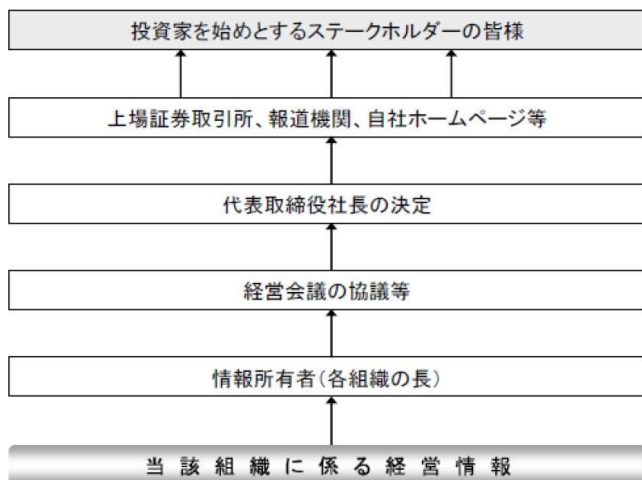 投資家を始めとするステークホルダーの皆様
上場証券取引所、報道機関、自社ホームページ等
代表取締役社長の決定
経営会議の協議等
情報所有者(各組織の長)
当該組織に係る経営情報